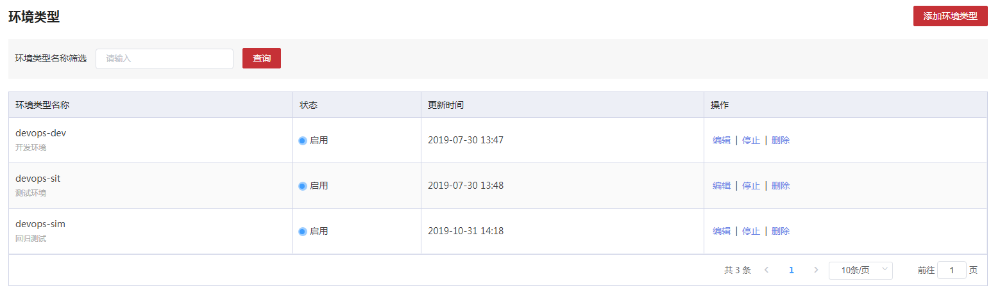 环境类型
添加环境类型
环境类型名称筛选 请输入 查询
环境类型名称 状态 更新时间 操作
devops-dev
开发环境
启用 2019-07-30 13:47 编辑 | 停止 | 删除
devops-sit
测试环境
启用 2019-07-30 13:48 编辑 | 停止 | 删除
devops-sim
回归测试
启用 2019-10-31 14:18 编辑 | 停止 | 删除
共 3 条 1 10条/页 前往 1 页